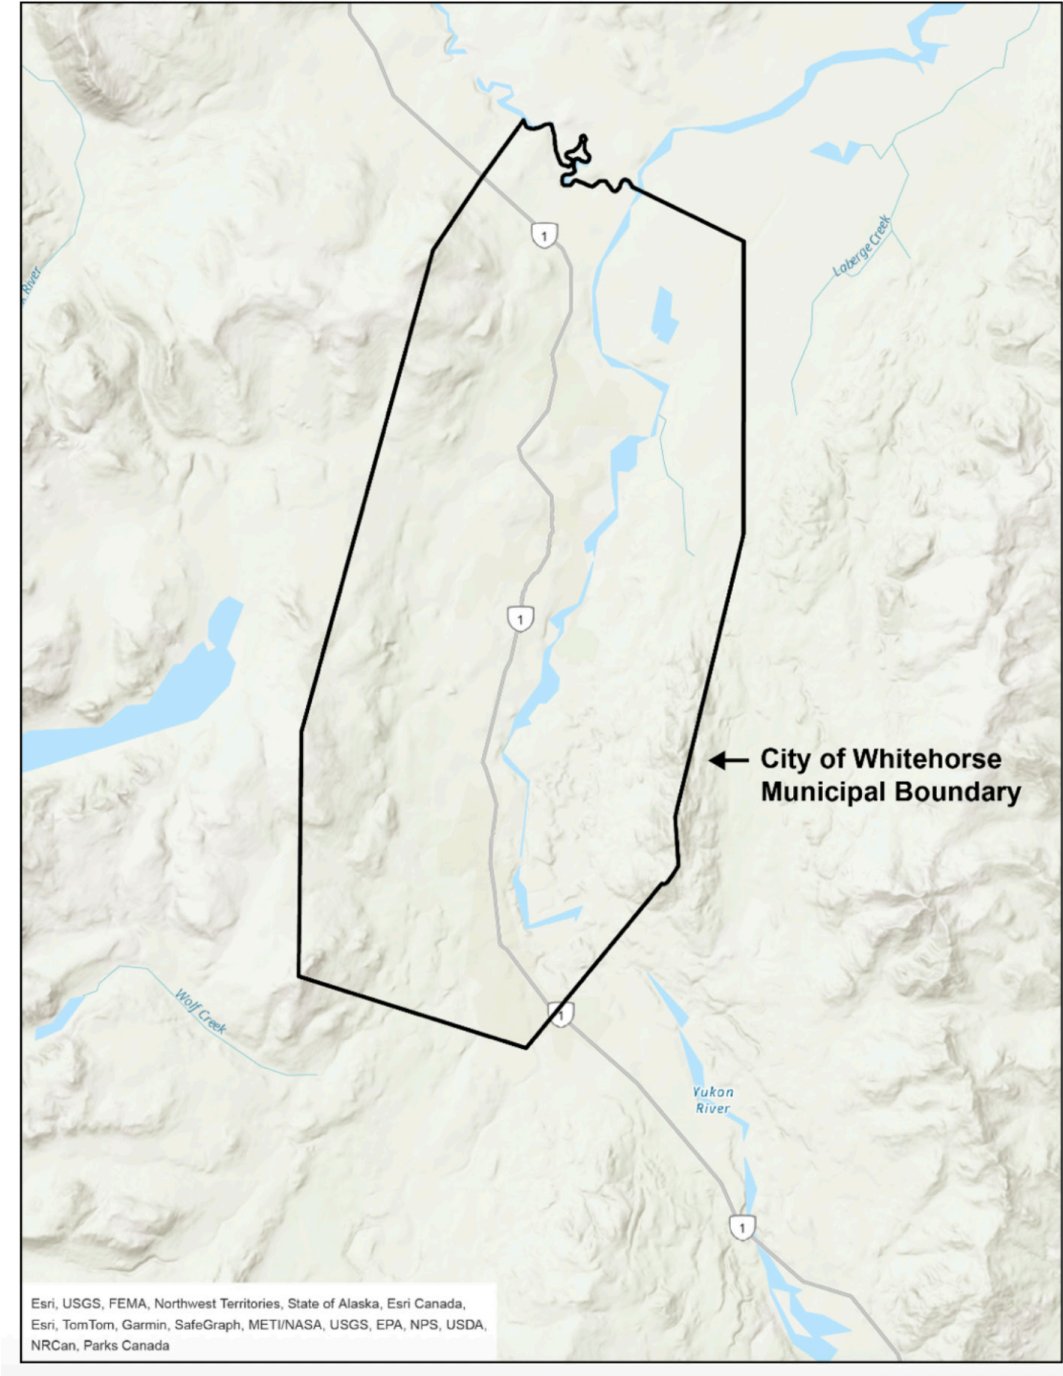 1
Laberge Creek
River
1
City of Whitehorse
Municipal Boundary
Wolf Creek
1
Yukon
River
1
Esri, USGS, FEMA, Northwest Territories, State of Alaska, Esri Canada,
Esri, TomTom, Garmin, SafeGraph, METI/NASA, USGS, EPA, NPS, USDA,
NRCan, Parks Canada